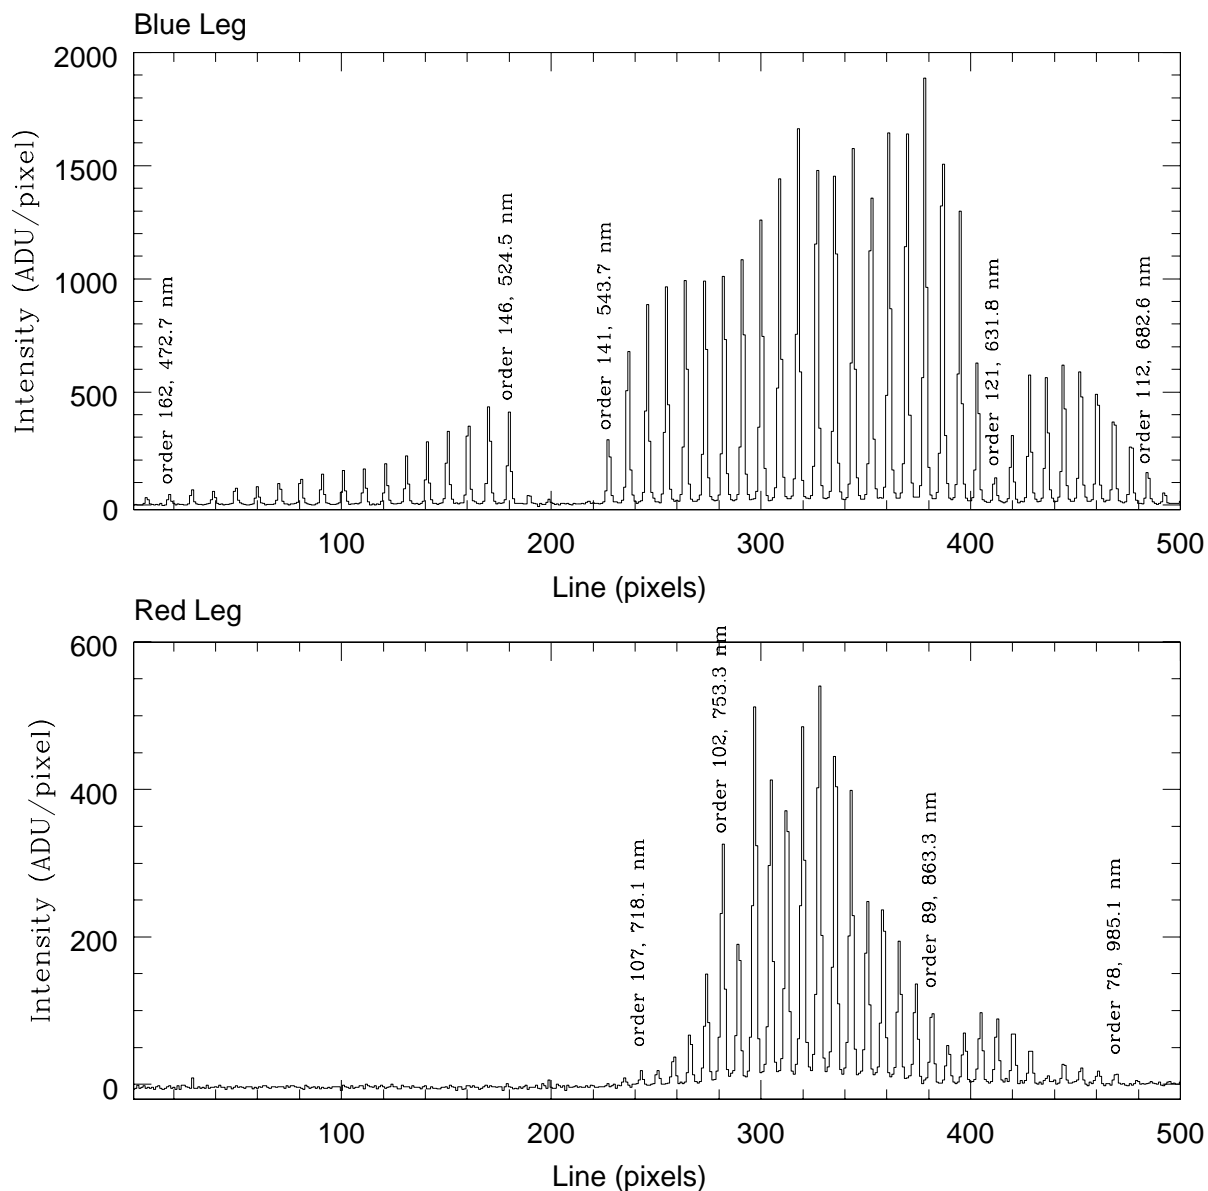 Blue Leg
Intensity (ADU/pixel)
2000
1500
1000
500
0
order 162, 472.7 nm
order 146, 524.5 nm
order 141, 543.7 nm
order 121, 631.8 nm
order 112, 682.6 nm
100
200
300
400
500
Line (pixels)
Red Leg
Intensity (ADU/pixel)
600
400
200
0
order 107, 718.1 nm
order 102, 753.3 nm
order 89, 863.3 nm
order 78, 985.1 nm
100
200
300
400
500
Line (pixels)